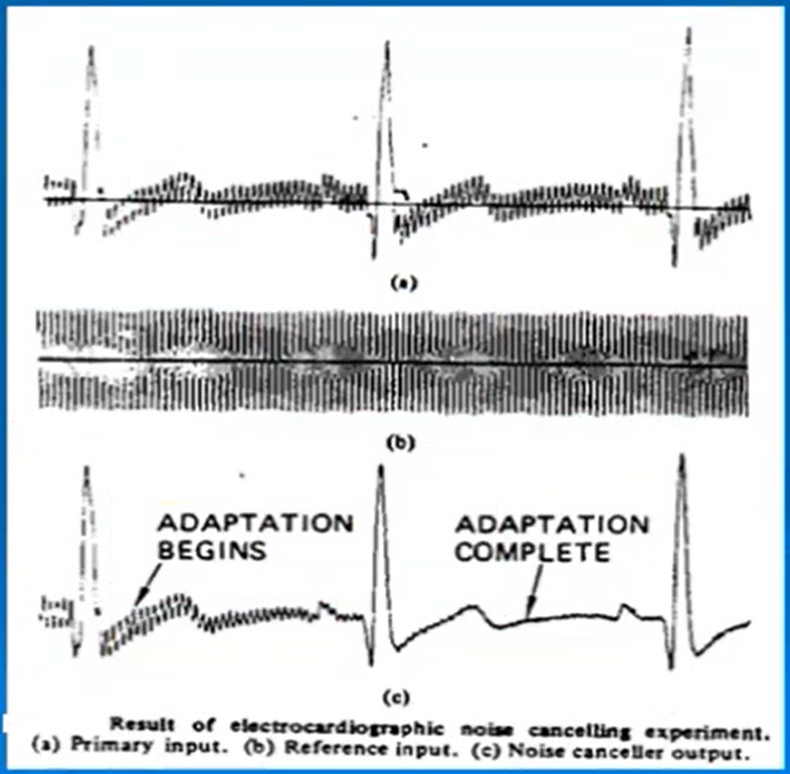 (a)
(b)
ADAPTATION
BEGINS
ADAPTATION
COMPLETE
(c)
Result of electrocardiographic noise cancelling experiment.
(a) Primary input. (b) Reference input. (c) Noise canceller output.